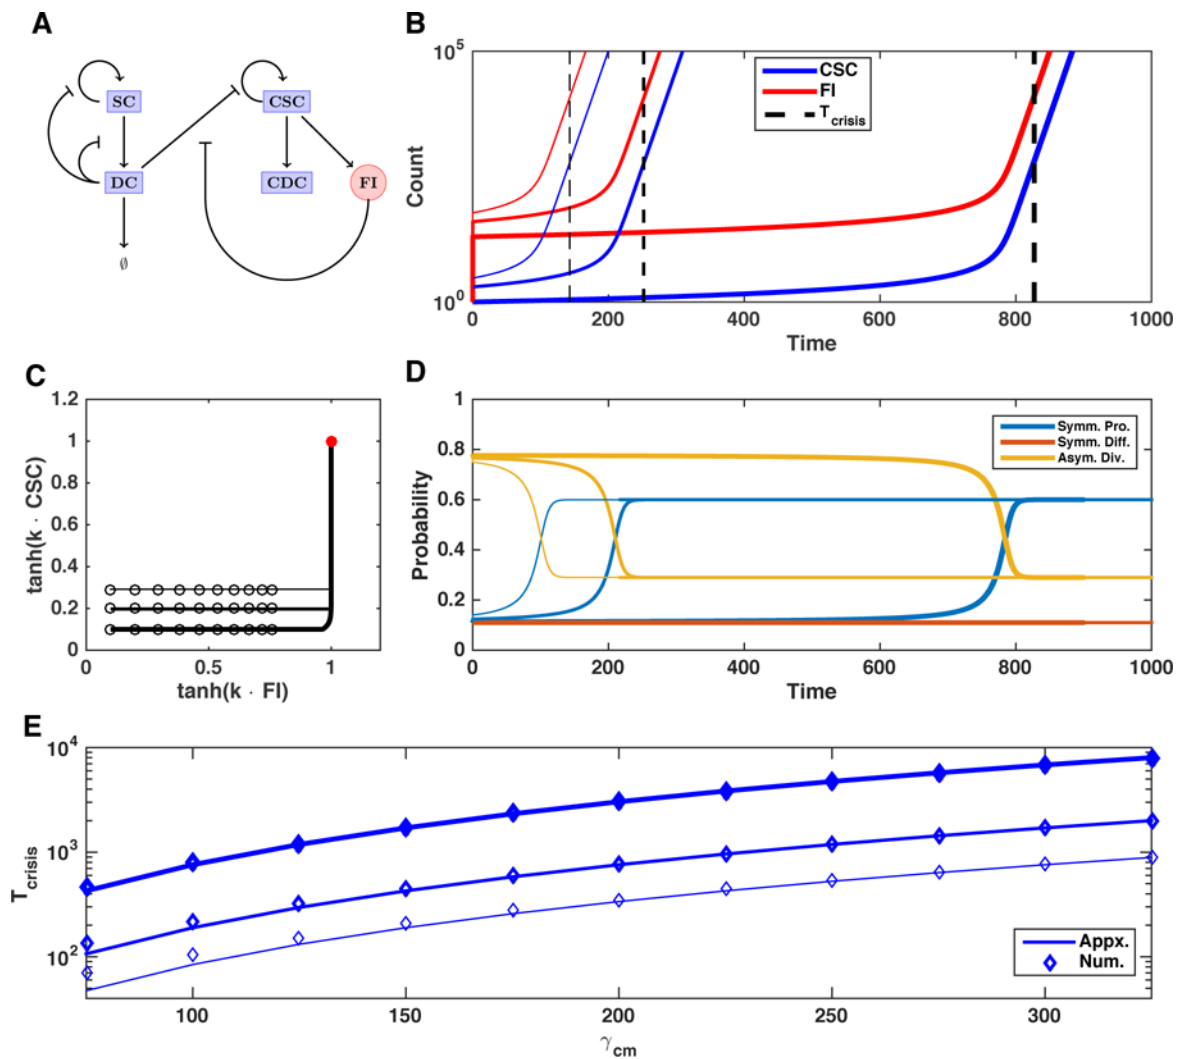 A
SC
CSC
DC
CDC
FI
∅
B
10^5
10^0
Count
CSC
FI
T_crisis
0
200
400
600
800
1000
Time
C
1.2
1
0.8
0.6
0.4
0.2
0
tanh(k · CSC)
0
0.5
1
tanh(k · FI)
D
1
0.8
0.6
0.4
0.2
0
Probability
Symm. Pro.
Symm. Diff.
Asym. Div.
0
200
400
600
800
1000
Time
E
10^4
10^3
10^2
T_crisis
Appx.
Num.
100
150
200
250
300
γ_cm